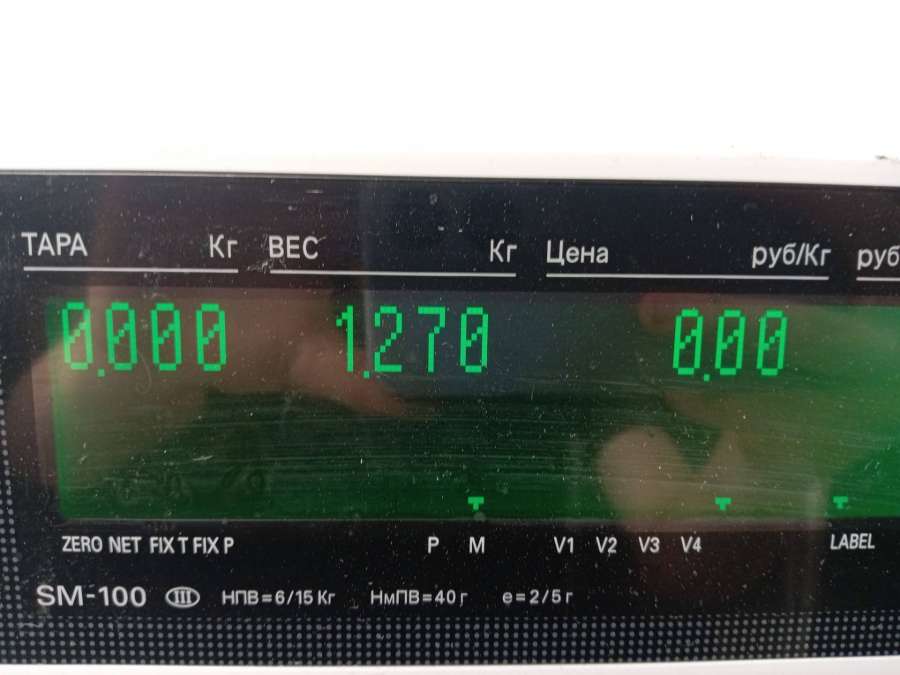 ТАРА Кг ВЕС Кг Цена руб/Кг руб
0.000 1.270 0.00
ZERO NET FIX T FIX P P M V1 V2 V3 V4 LABEL
SM-100 III НПВ=6/15 Кг НмПВ=40 г е=2/5 г